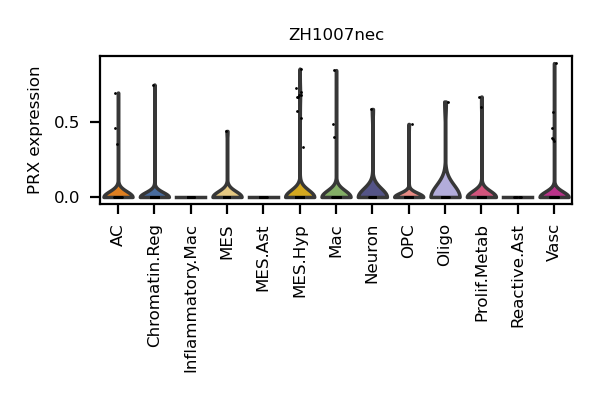 ZH1007nec
PRX expression
0.5
0.0
AC
Chromatin.Reg
Inflammatory.Mac
MES
MES.Ast
MES.Hyp
Mac
Neuron
OPC
Oligo
Prolif.Metab
Reactive.Ast
Vasc